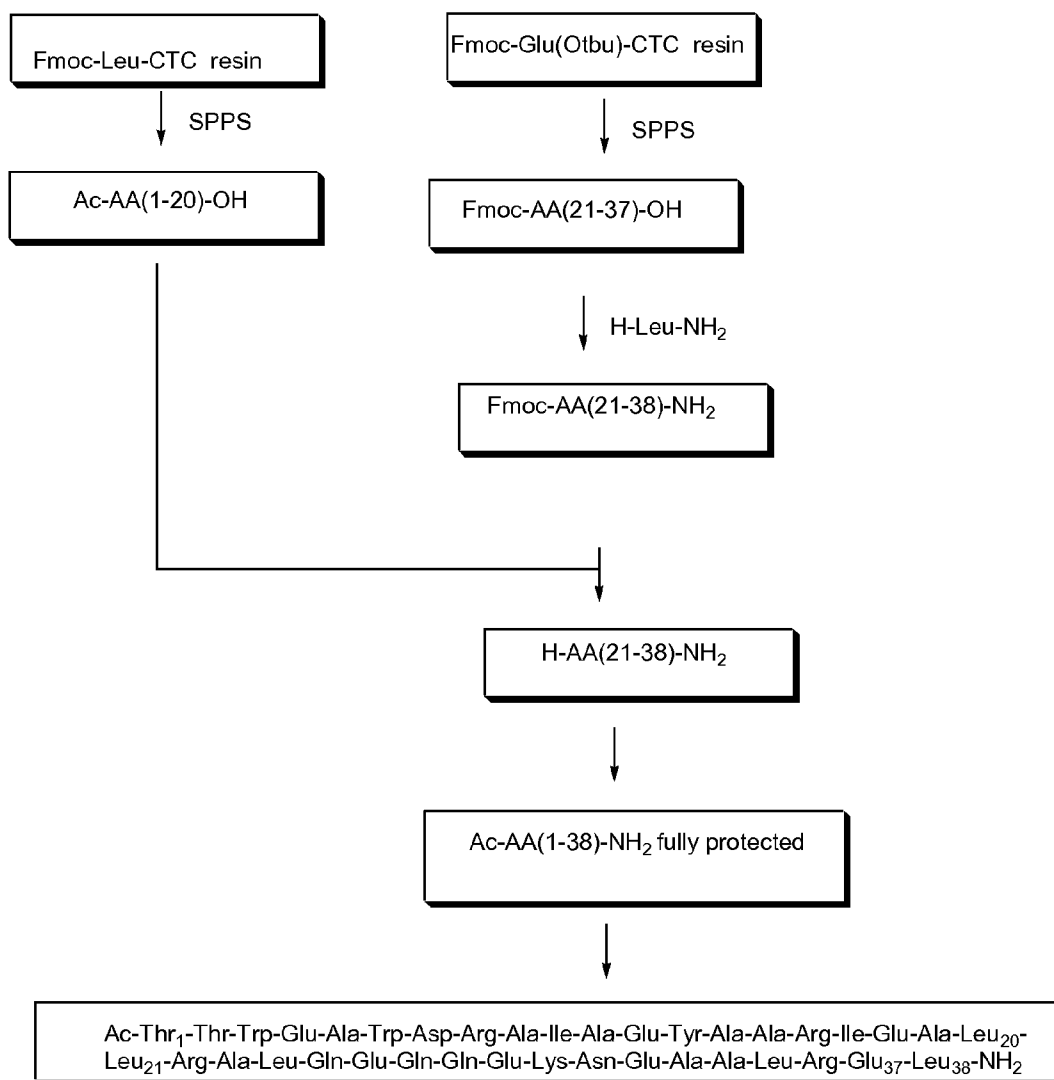 Fmoc-Leu-CTC resin
Fmoc-Glu(Otbu)-CTC resin
SPPS
SPPS
Ac-AA(1-20)-OH
Fmoc-AA(21-37)-OH
H-Leu-NH2
Fmoc-AA(21-38)-NH2
H-AA(21-38)-NH2
Ac-AA(1-38)-NH2 fully protected
Ac-Thr1-Thr-Trp-Glu-Ala-Trp-Asp-Arg-Ala-Ile-Ala-Glu-Tyr-Ala-Ala-Arg-Ile-Glu-Ala-Leu20-
Leu21-Arg-Ala-Leu-Gln-Glu-Gln-Gln-Glu-Lys-Asn-Glu-Ala-Ala-Leu-Arg-Glu37-Leu38-NH2